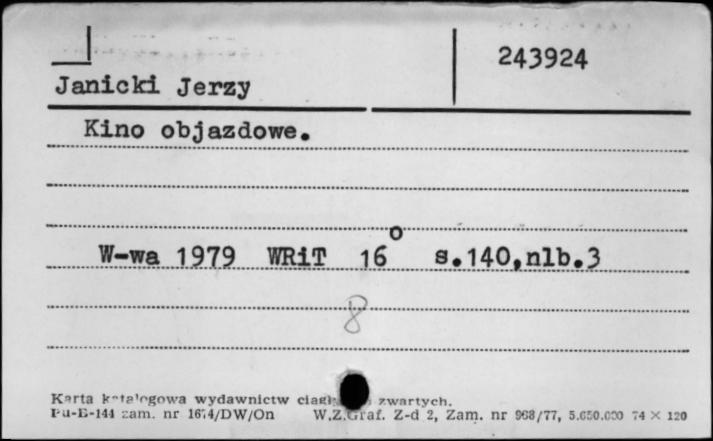 243924
Janicki Jerzy
Kino objazdowe.
W-wa 1979 WRiT 16° s.140,nlb.3
8
Karta katalogowa wydawnictw zwartych.
Pu-B-144 zam. nr 1674/DW/On W.Z.Graf. Z-d 2, Zam. nr 968/77, 5.650.000 74 × 120